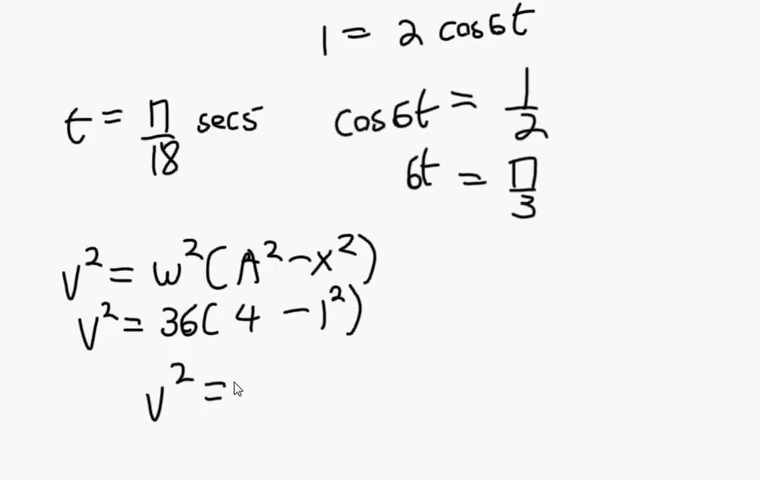 1 = 2 cos6t
t = π/18 secs
cos6t = 1/2
6t = π/3
v² = w²(A² - x²)
v² = 36(4 - 1²)
v² =